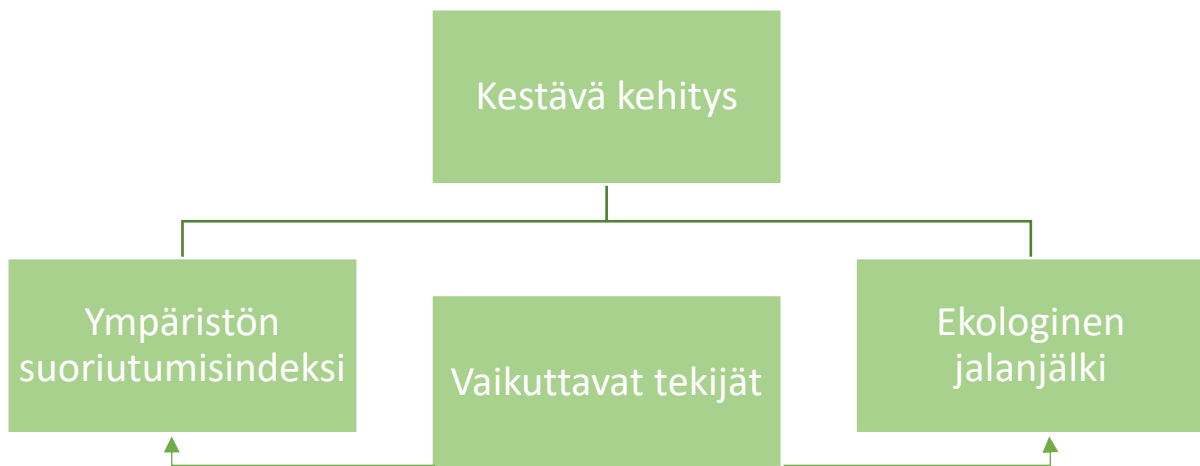 Kestävä kehitys
Ympäristön
suoriutumisindeksi
Vaikuttavat tekijät
Ekologinen
jalanjälki